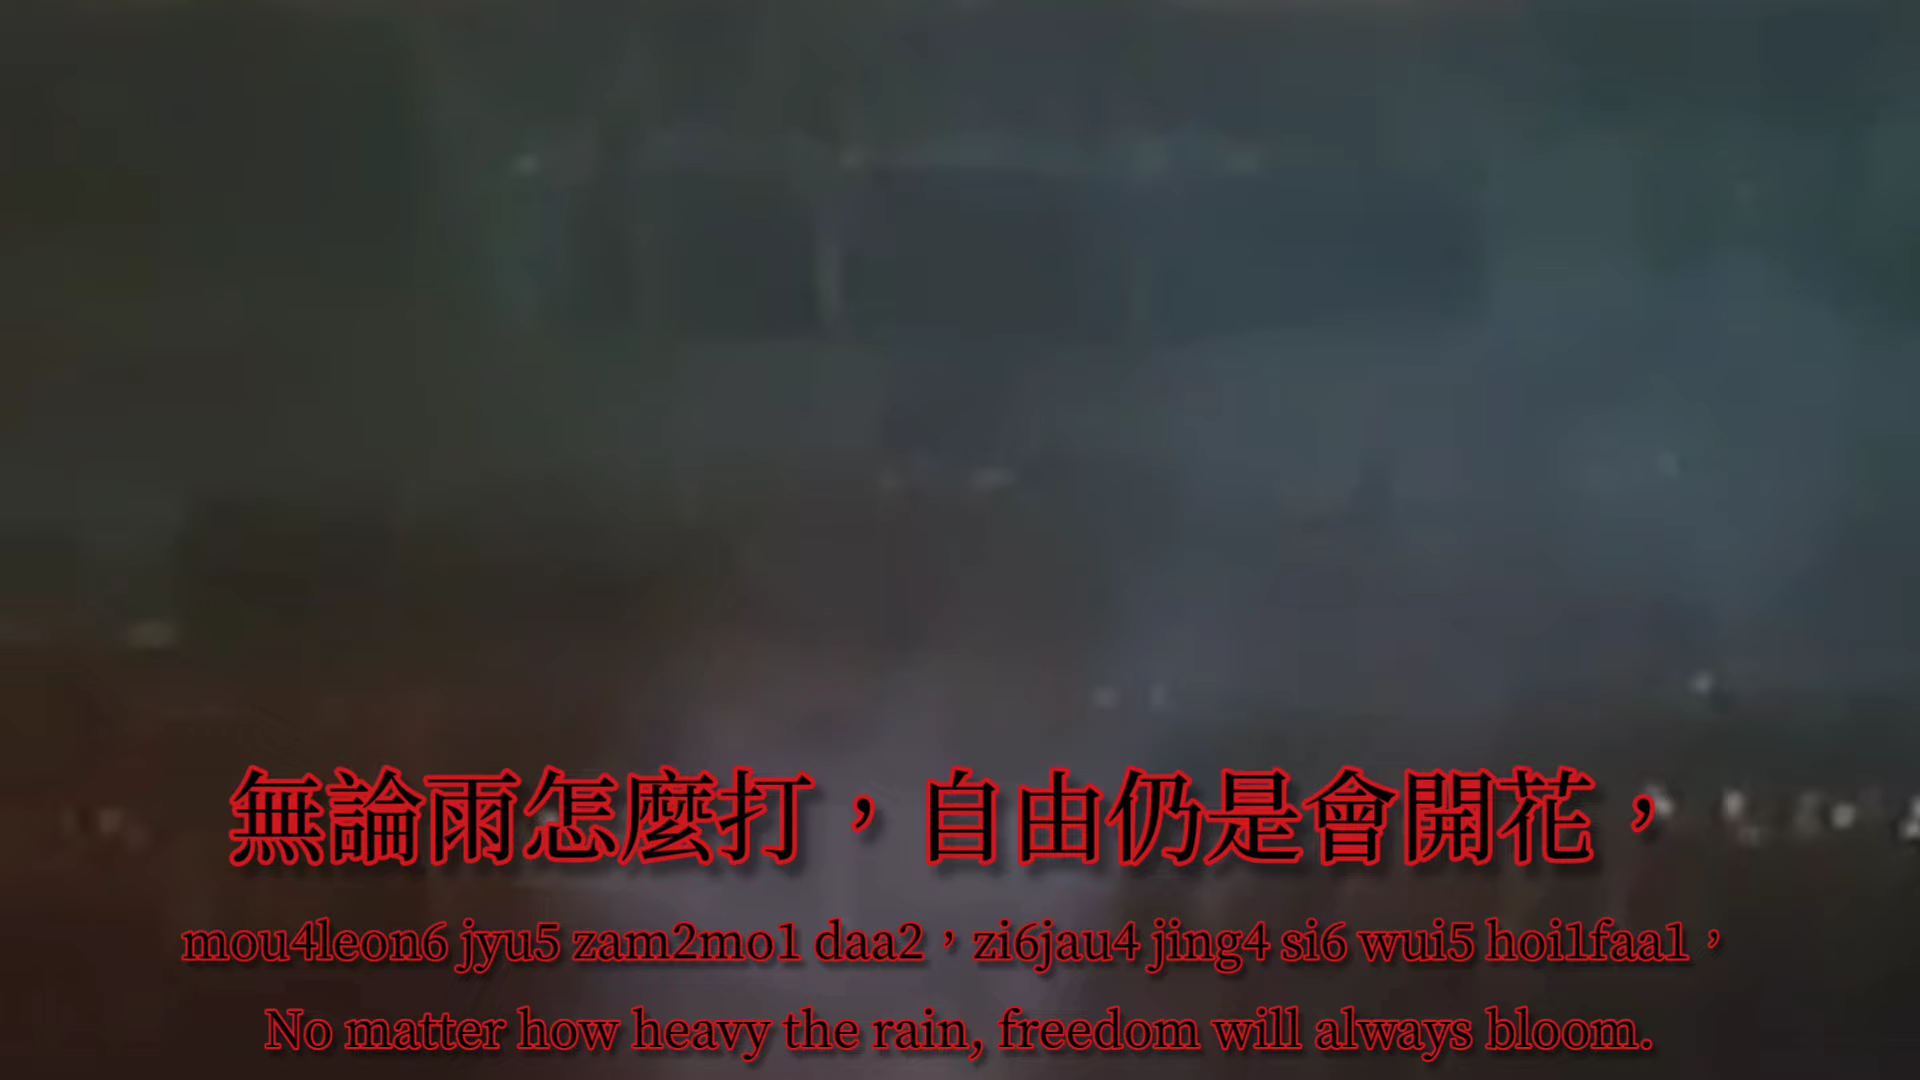 無論雨怎麼打，自由仍是會開花，
mou4leon6 jyu5 zam2mo1 daa2，zi6jau4 jing4 si6 wui5 hoi1faa1，
No matter how heavy the rain, freedom will always bloom.